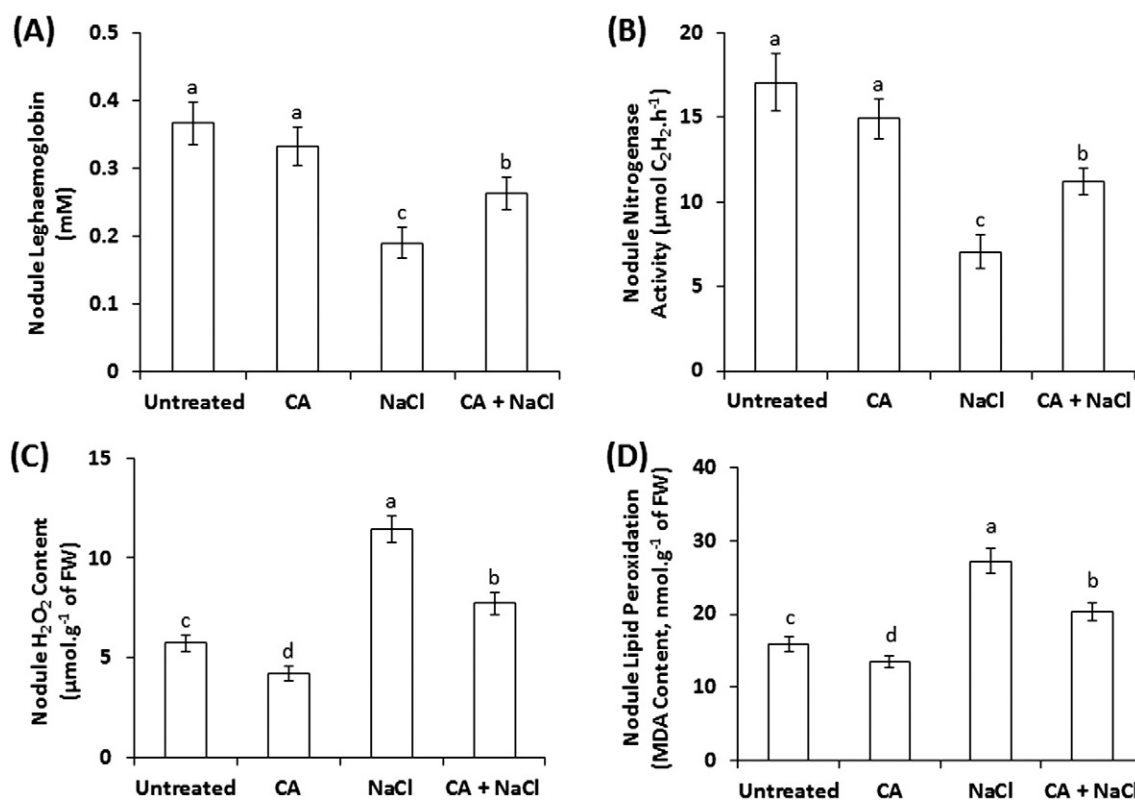 (A)
Nodule Leghaemoglobin
(mM)
0.5
0.4
0.3
0.2
0.1
0
a
a
c
b
Untreated CA NaCl CA + NaCl
(B)
Nodule Nitrogenase
Activity (µmol C₂H₂.h⁻¹)
20
15
10
5
0
a
a
c
b
Untreated CA NaCl CA + NaCl
(C)
Nodule H₂O₂ Content
(µmol.g⁻¹ of FW)
15
10
5
0
c
d
a
b
Untreated CA NaCl CA + NaCl
(D)
Nodule Lipid Peroxidation
(MDA Content, nmol.g⁻¹ of FW)
40
30
20
10
0
c
d
a
b
Untreated CA NaCl CA + NaCl